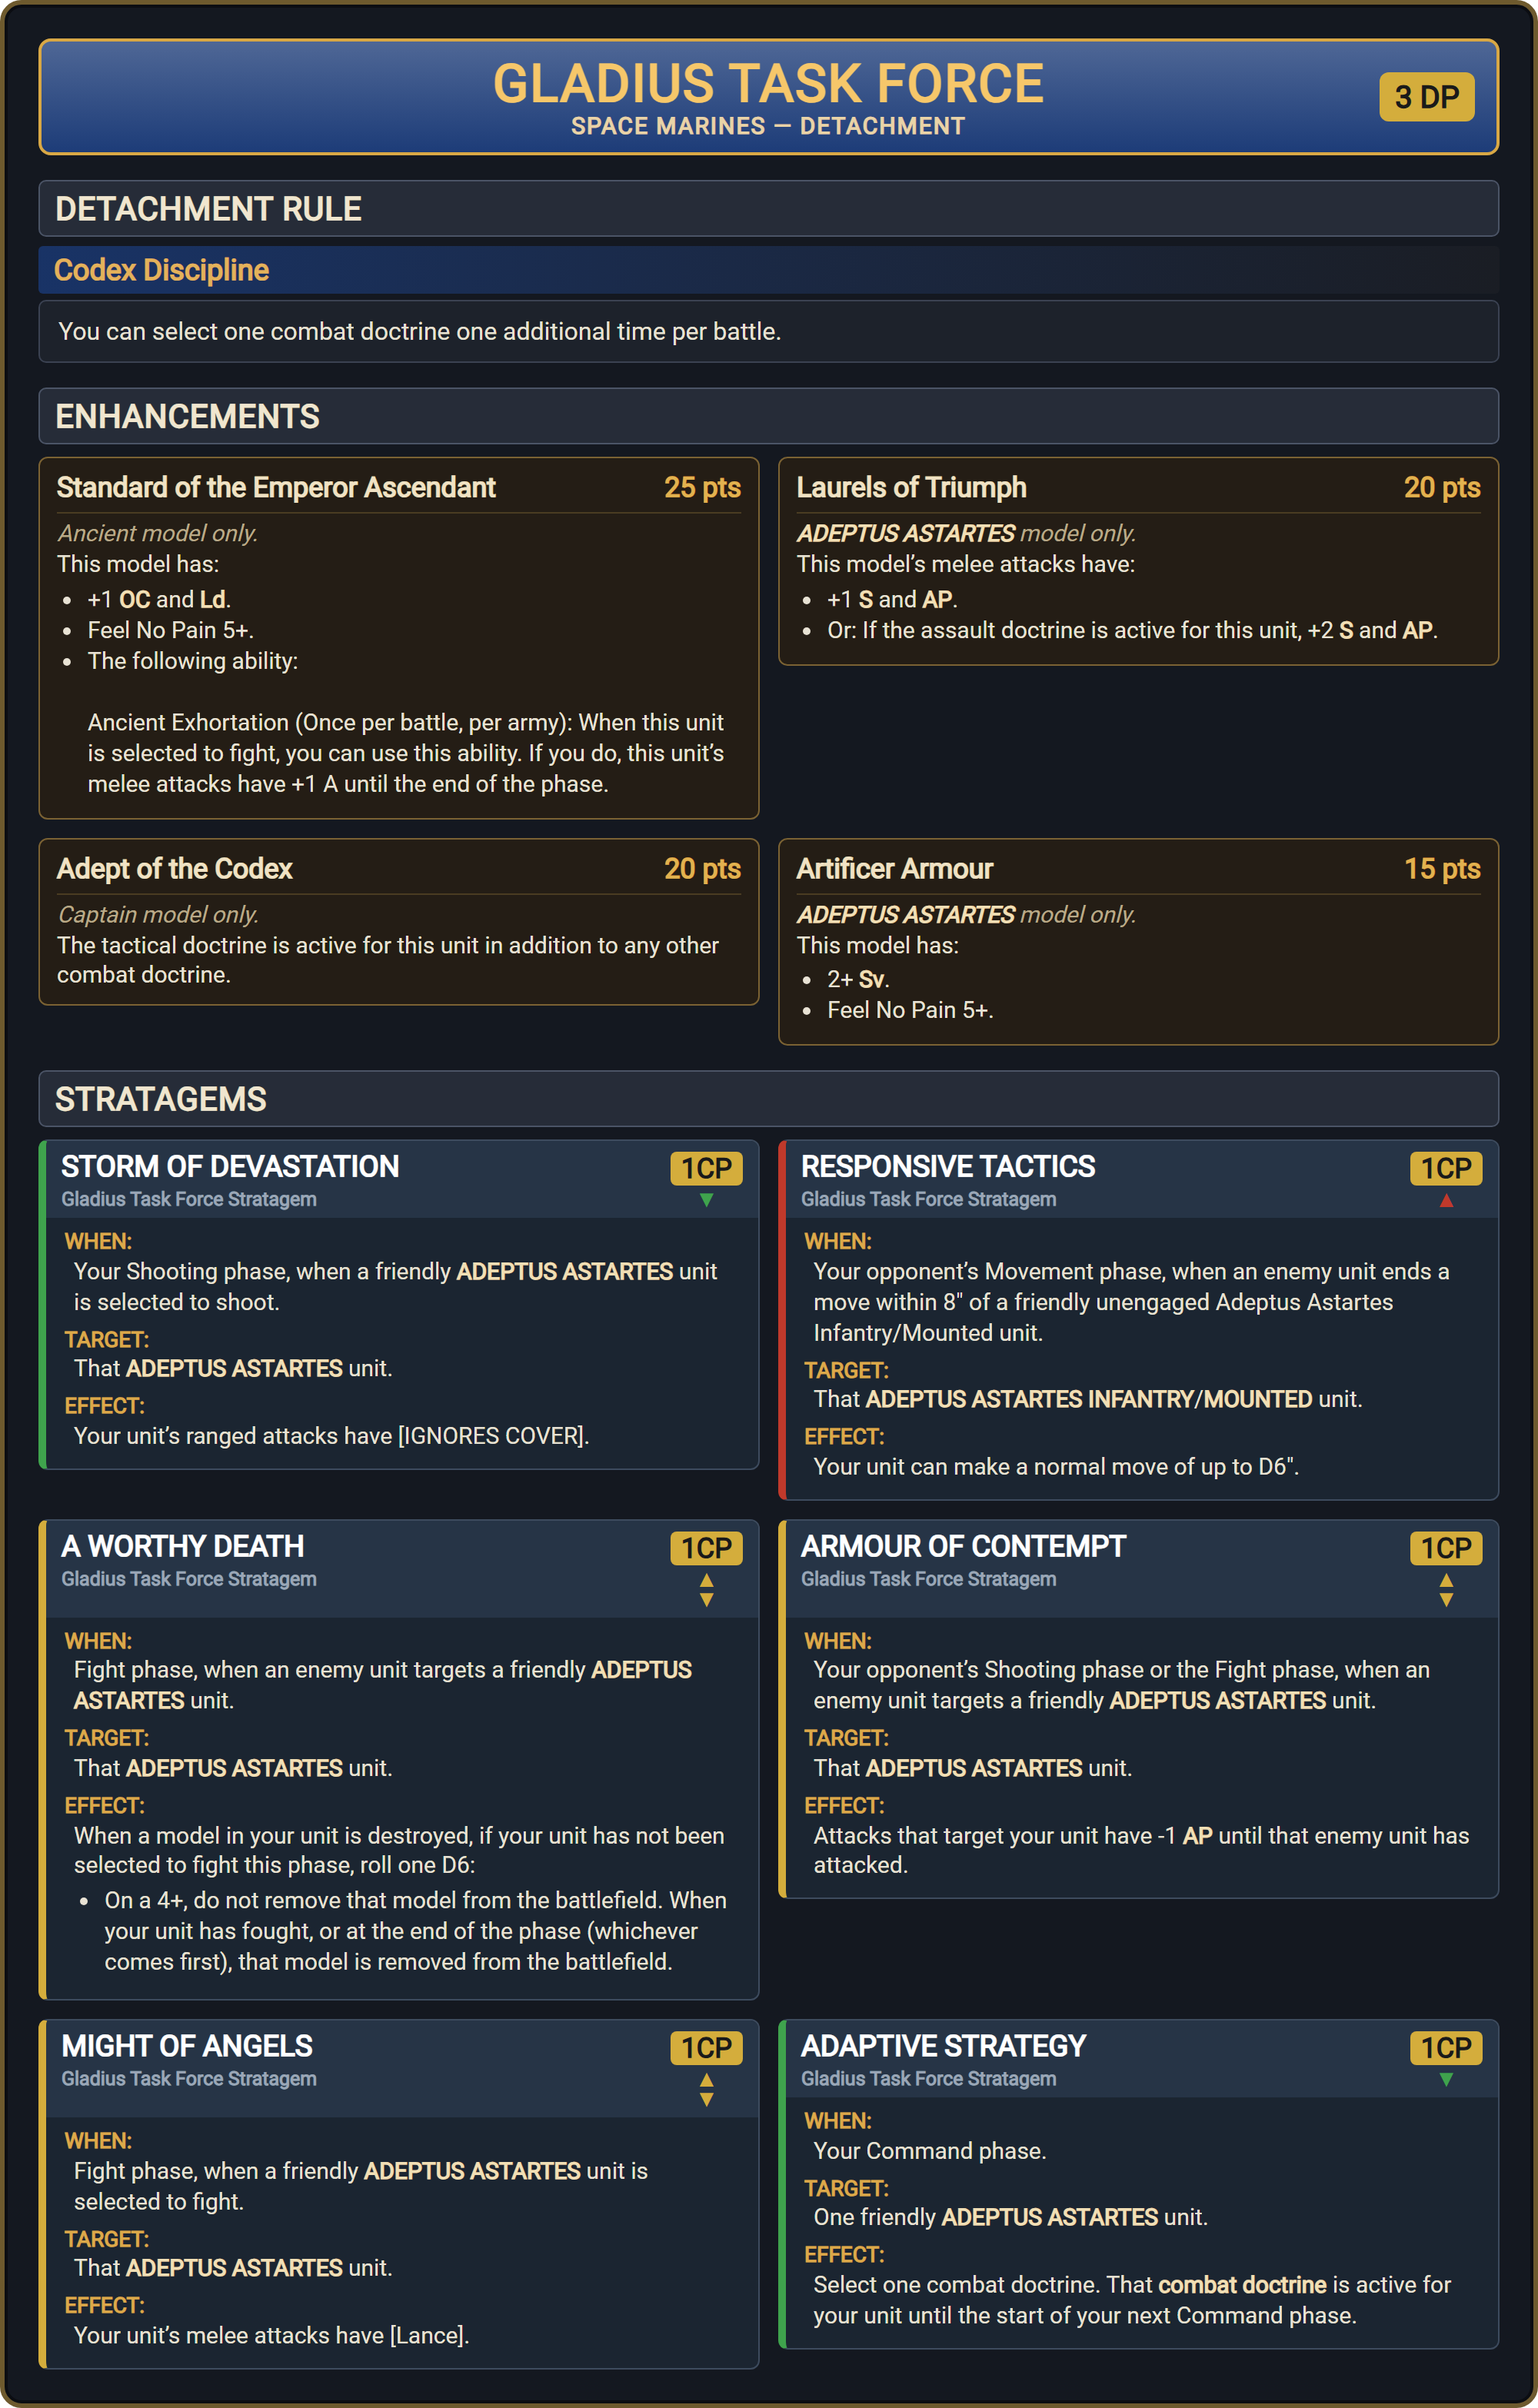 GLADIUS TASK FORCE
SPACE MARINES — DETACHMENT
3 DP
DETACHMENT RULE
Codex Discipline
You can select one combat doctrine one additional time per battle.
ENHANCEMENTS
Standard of the Emperor Ascendant 25 pts
Ancient model only.
This model has:
• +1 OC and Ld.
• Feel No Pain 5+.
• The following ability:
Ancient Exhortation (Once per battle, per army): When this unit
is selected to fight, you can use this ability. If you do, this unit’s
melee attacks have +1 A until the end of the phase.
Laurels of Triumph 20 pts
ADEPTUS ASTARTES model only.
This model’s melee attacks have:
• +1 S and AP.
• Or: If the assault doctrine is active for this unit, +2 S and AP.
Adept of the Codex 20 pts
Captain model only.
The tactical doctrine is active for this unit in addition to any other
combat doctrine.
Artificer Armour 15 pts
ADEPTUS ASTARTES model only.
This model has:
• 2+ Sv.
• Feel No Pain 5+.
STRATAGEMS
STORM OF DEVASTATION 1CP
Gladius Task Force Stratagem ▼
WHEN:
Your Shooting phase, when a friendly ADEPTUS ASTARTES unit
is selected to shoot.
TARGET:
That ADEPTUS ASTARTES unit.
EFFECT:
Your unit’s ranged attacks have [IGNORES COVER].
RESPONSIVE TACTICS 1CP
Gladius Task Force Stratagem ▲
WHEN:
Your opponent’s Movement phase, when an enemy unit ends a
move within 8" of a friendly unengaged Adeptus Astartes
Infantry/Mounted unit.
TARGET:
That ADEPTUS ASTARTES INFANTRY/MOUNTED unit.
EFFECT:
Your unit can make a normal move of up to D6".
A WORTHY DEATH 1CP
Gladius Task Force Stratagem ▲
▼
WHEN:
Fight phase, when an enemy unit targets a friendly ADEPTUS
ASTARTES unit.
TARGET:
That ADEPTUS ASTARTES unit.
EFFECT:
When a model in your unit is destroyed, if your unit has not been
selected to fight this phase, roll one D6:
• On a 4+, do not remove that model from the battlefield. When
your unit has fought, or at the end of the phase (whichever
comes first), that model is removed from the battlefield.
ARMOUR OF CONTEMPT 1CP
Gladius Task Force Stratagem ▲
▼
WHEN:
Your opponent’s Shooting phase or the Fight phase, when an
enemy unit targets a friendly ADEPTUS ASTARTES unit.
TARGET:
That ADEPTUS ASTARTES unit.
EFFECT:
Attacks that target your unit have -1 AP until that enemy unit has
attacked.
MIGHT OF ANGELS 1CP
Gladius Task Force Stratagem ▲
▼
WHEN:
Fight phase, when a friendly ADEPTUS ASTARTES unit is
selected to fight.
TARGET:
That ADEPTUS ASTARTES unit.
EFFECT:
Your unit’s melee attacks have [Lance].
ADAPTIVE STRATEGY 1CP
Gladius Task Force Stratagem ▼
WHEN:
Your Command phase.
TARGET:
One friendly ADEPTUS ASTARTES unit.
EFFECT:
Select one combat doctrine. That combat doctrine is active for
your unit until the start of your next Command phase.